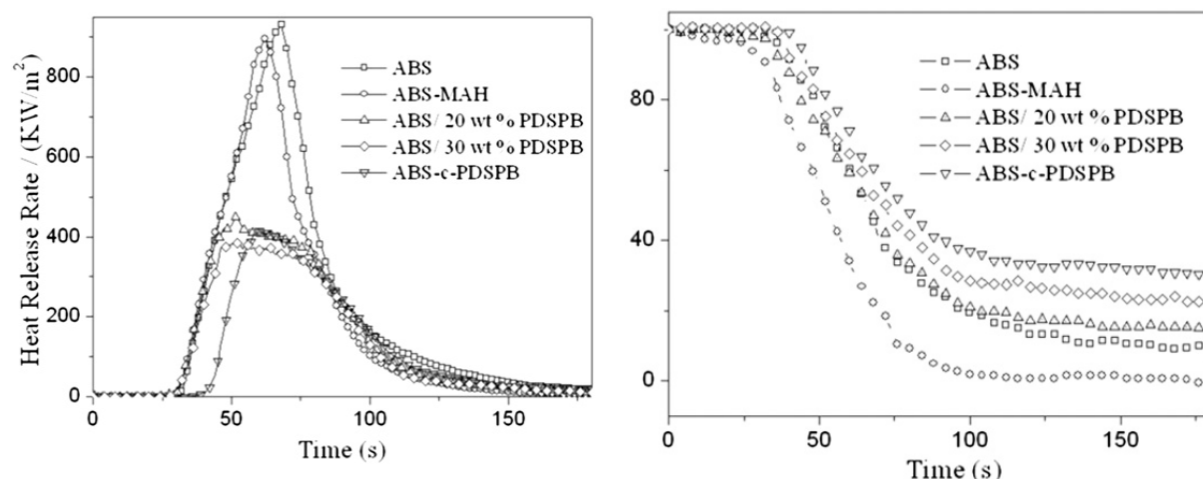 Heat Release Rate / (KW/m²)
800
600
400
200
0
ABS
ABS-MAH
ABS/ 20 wt % PDSPB
ABS/ 30 wt % PDSPB
ABS-c-PDSPB
0 50 100 150
Time (s)
80
40
0
ABS
ABS-MAH
ABS/ 20 wt % PDSPB
ABS/ 30 wt % PDSPB
ABS-c-PDSPB
0 50 100 150
Time (s)